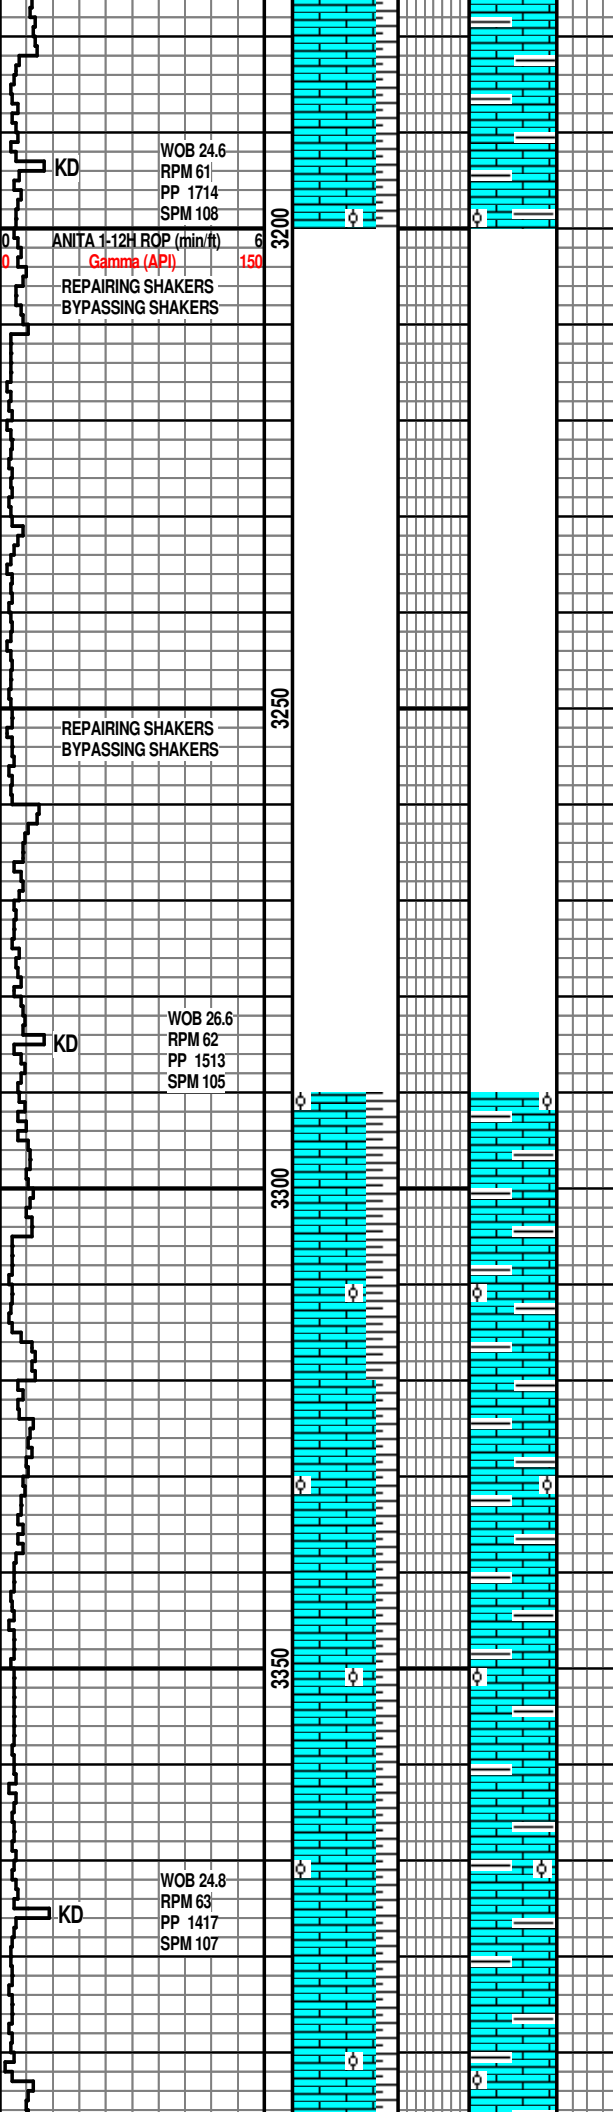 WOB 24.6
KD
RPM 61
PP 1714
SPM 108
3200
0 ANITA 1-12H ROP (min/ft) 6
0 Gamma (API) 150
REPAIRING SHAKERS
BYPASSING SHAKERS
3250
REPAIRING SHAKERS
BYPASSING SHAKERS
WOB 26.6
KD
RPM 62
PP 1513
SPM 105
3300
3350
WOB 24.8
RPM 63
KD
PP 1417
SPM 107